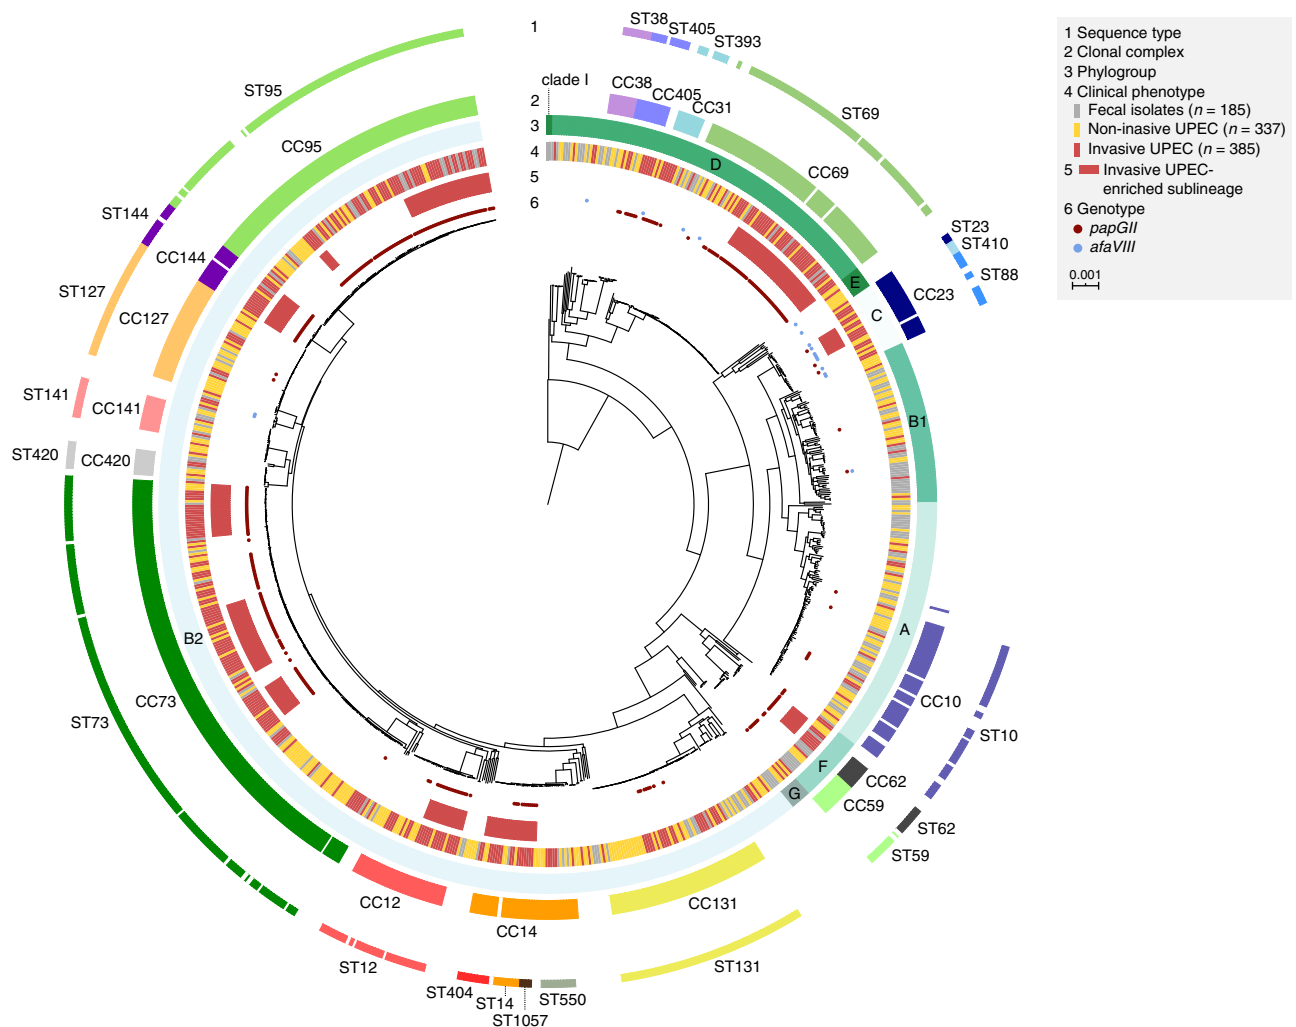 1
2
3
4
5
6
clade I
ST38
ST405
ST393
ST69
CC38
CC405
CC31
CC69
D
E
C
B1
A
F
G
B2
ST23
ST410
ST88
CC23
CC10
ST10
CC62
CC59
ST62
ST59
CC131
ST131
CC14
ST550
ST1057
ST14
ST404
CC12
ST12
CC73
ST73
CC420
ST420
CC141
ST141
CC127
ST127
CC144
ST144
CC95
ST95
1 Sequence type
2 Clonal complex
3 Phylogroup
4 Clinical phenotype
Fecal isolates (n = 185)
Non-inasive UPEC (n = 337)
Invasive UPEC (n = 385)
5 Invasive UPEC-
enriched sublineage
6 Genotype
papGII
afaVIII
0.001